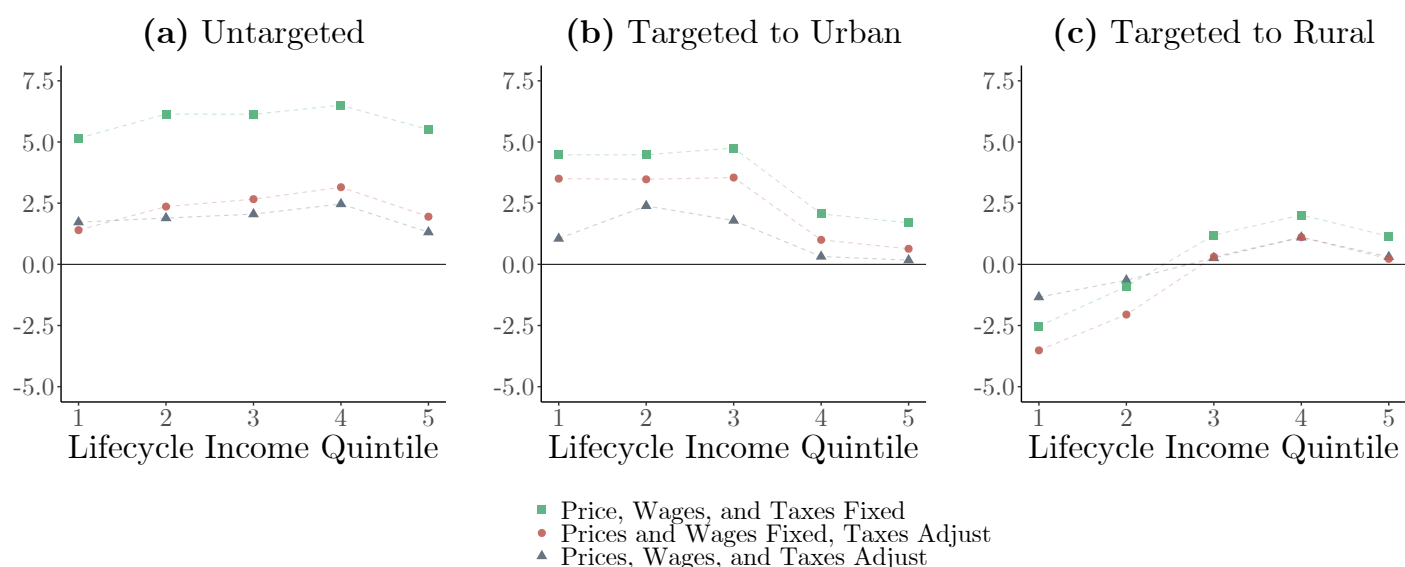 (a) Untargeted
7.5
5.0
2.5
0.0
-2.5
-5.0
1 2 3 4 5
Lifecycle Income Quintile
(b) Targeted to Urban
7.5
5.0
2.5
0.0
-2.5
-5.0
1 2 3 4 5
Lifecycle Income Quintile
(c) Targeted to Rural
7.5
5.0
2.5
0.0
-2.5
-5.0
1 2 3 4 5
Lifecycle Income Quintile
Price, Wages, and Taxes Fixed
Prices and Wages Fixed, Taxes Adjust
Prices, Wages, and Taxes Adjust